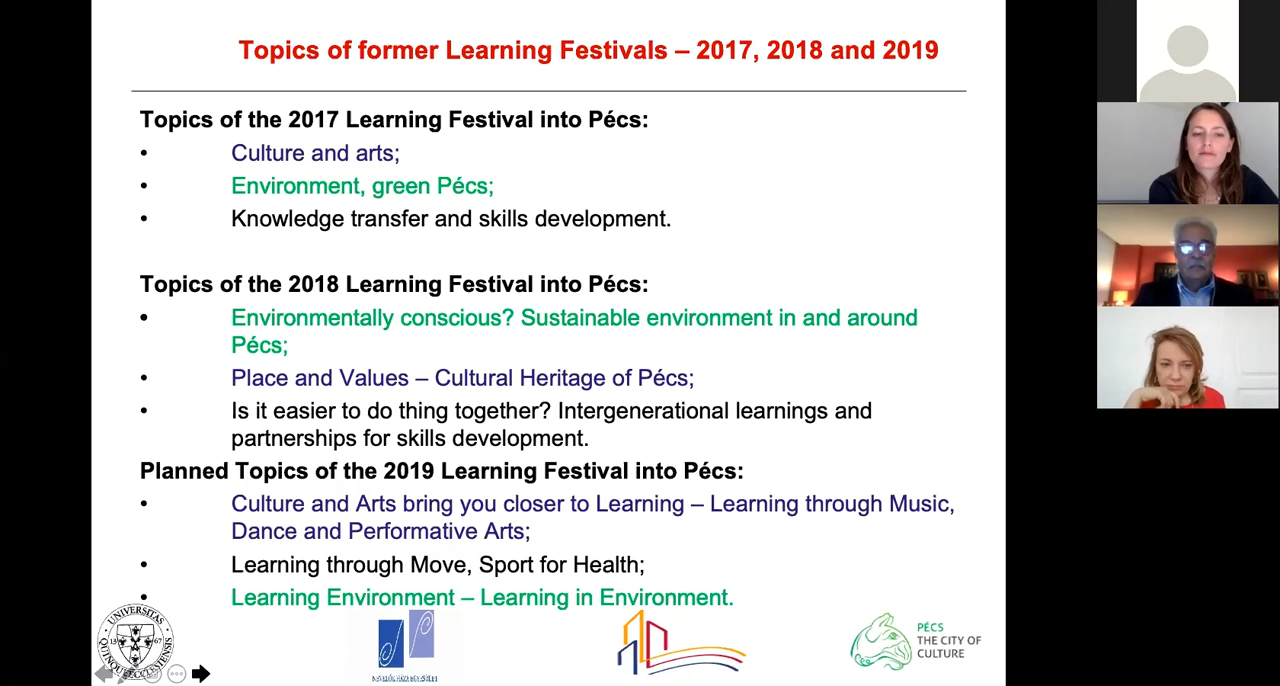 Topics of former Learning Festivals – 2017, 2018 and 2019
Topics of the 2017 Learning Festival into Pécs:
• Culture and arts;
• Environment, green Pécs;
• Knowledge transfer and skills development.
Topics of the 2018 Learning Festival into Pécs:
• Environmentally conscious? Sustainable environment in and around
Pécs;
• Place and Values – Cultural Heritage of Pécs;
• Is it easier to do thing together? Intergenerational learnings and
partnerships for skills development.
Planned Topics of the 2019 Learning Festival into Pécs:
• Culture and Arts bring you closer to Learning – Learning through Music,
Dance and Performative Arts;
• Learning through Move, Sport for Health;
• Learning Environment – Learning in Environment.
UNIVERSITAS
QUINQUEECCLESIENSIS
13 67
PÉCS
THE CITY OF
CULTURE